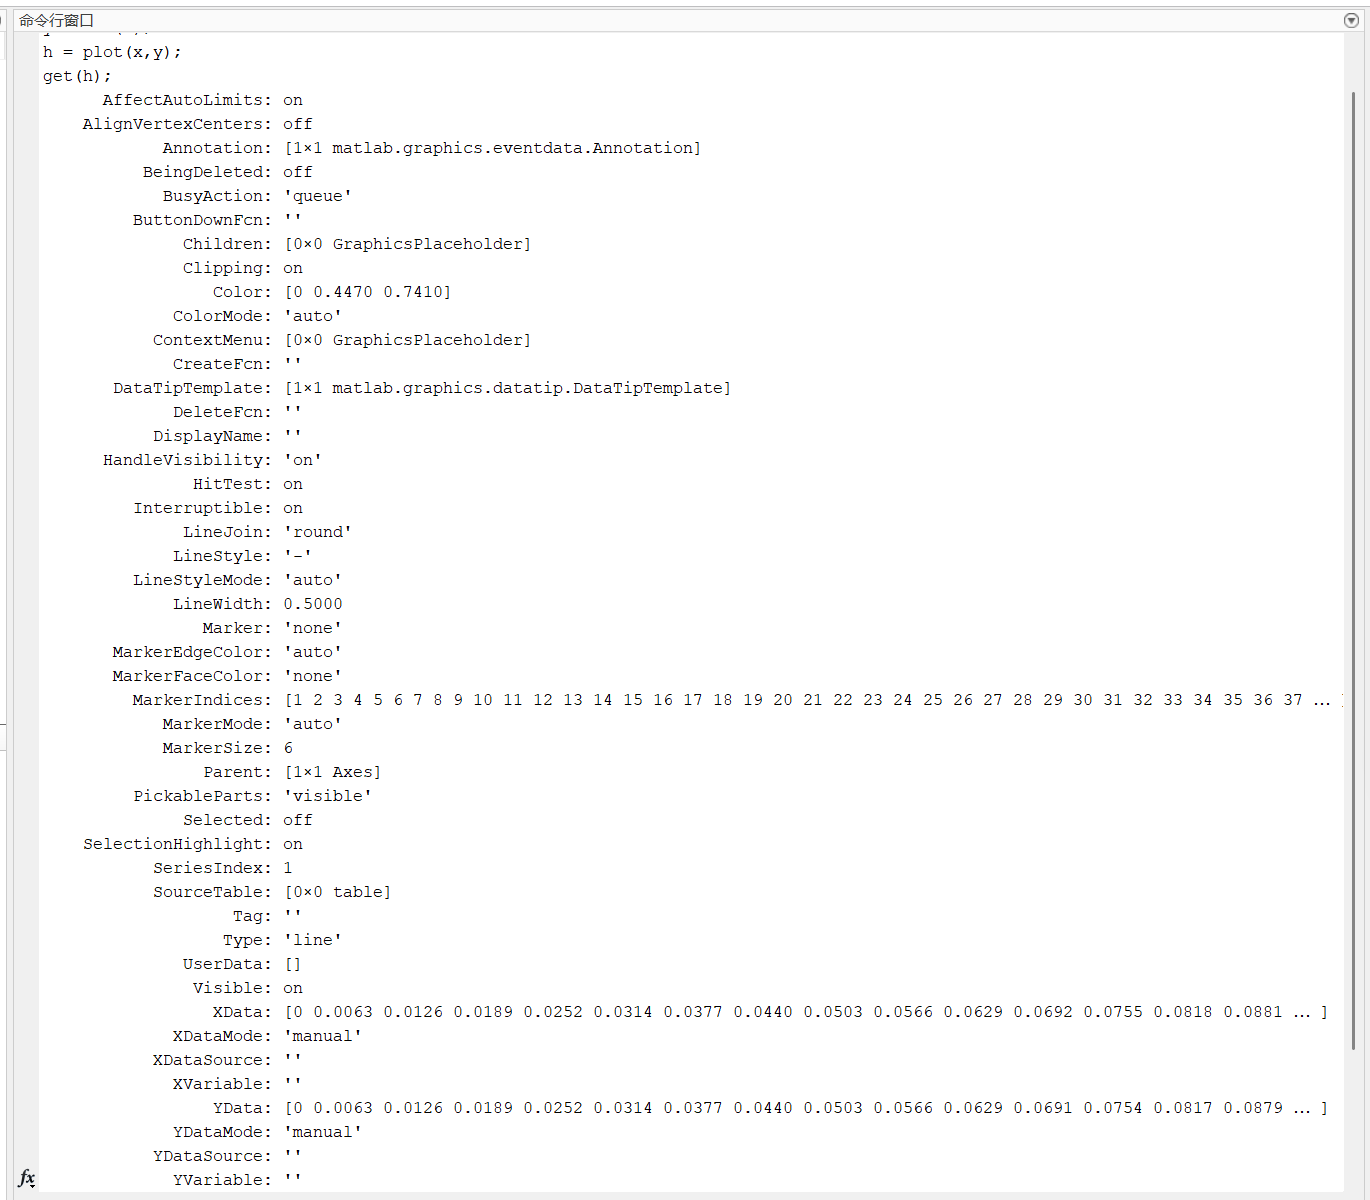 命令行窗口
h = plot(x,y);
get(h);
AffectAutoLimits: on
AlignVertexCenters: off
Annotation: [1×1 matlab.graphics.eventdata.Annotation]
BeingDeleted: off
BusyAction: 'queue'
ButtonDownFcn: ''
Children: [0×0 GraphicsPlaceholder]
Clipping: on
Color: [0 0.4470 0.7410]
ColorMode: 'auto'
ContextMenu: [0×0 GraphicsPlaceholder]
CreateFcn: ''
DataTipTemplate: [1×1 matlab.graphics.datatip.DataTipTemplate]
DeleteFcn: ''
DisplayName: ''
HandleVisibility: 'on'
HitTest: on
Interruptible: on
LineJoin: 'round'
LineStyle: '-'
LineStyleMode: 'auto'
LineWidth: 0.5000
Marker: 'none'
MarkerEdgeColor: 'auto'
MarkerFaceColor: 'none'
MarkerIndices: [1 2 3 4 5 6 7 8 9 10 11 12 13 14 15 16 17 18 19 20 21 22 23 24 25 26 27 28 29 30 31 32 33 34 35 36 37 … ]
MarkerMode: 'auto'
MarkerSize: 6
Parent: [1×1 Axes]
PickableParts: 'visible'
Selected: off
SelectionHighlight: on
SeriesIndex: 1
SourceTable: [0×0 table]
Tag: ''
Type: 'line'
UserData: []
Visible: on
XData: [0 0.0063 0.0126 0.0189 0.0252 0.0314 0.0377 0.0440 0.0503 0.0566 0.0629 0.0692 0.0755 0.0818 0.0881 … ]
XDataMode: 'manual'
XDataSource: ''
XVariable: ''
YData: [0 0.0063 0.0126 0.0189 0.0252 0.0314 0.0377 0.0440 0.0503 0.0566 0.0629 0.0691 0.0754 0.0817 0.0879 … ]
YDataMode: 'manual'
YDataSource: ''
YVariable: ''
fx